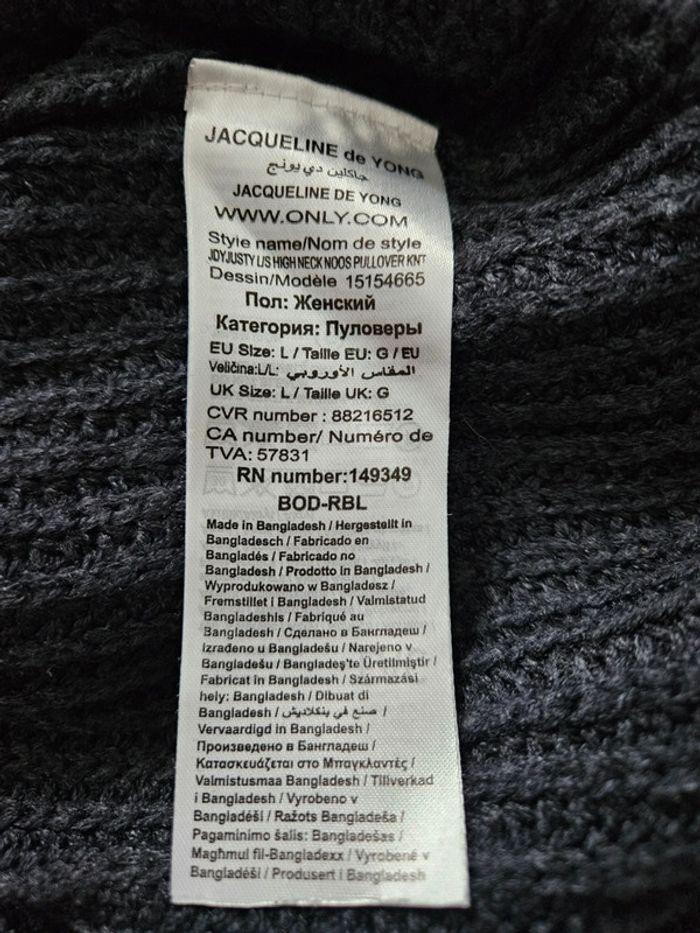 JACQUELINE de YONG
جاكلين دي يونج
JACQUELINE DE YONG
WWW.ONLY.COM
Style name/Nom de style
JDYJUSTY L/S HIGH NECK NOOS PULLOVER KNT
Dessin/Modèle 15154665
Пол: Женский
Категория: Пуловеры
EU Size: L / Taille EU: G / EU
Veličina:L/L: المقاس الأوروبي
UK Size: L / Taille UK: G
CVR number : 88216512
CA number/ Numéro de
TVA: 57831
RN number:149349
BOD-RBL
Made in Bangladesh / Hergestellt in
Bangladesch / Fabricado en
Bangladés / Fabricado no
Bangladesh / Prodotto in Bangladesh /
Wyprodukowano w Bangladesz /
Fremstillet i Bangladesh / Valmistatud
Bangladeshis / Fabriqué au
Bangladesh / Сделано в Бангладеш /
Izrađeno u Bangladešu / Narejeno v
Bangladešu / Bangladeş'te Üretilmiştir /
Fabricat în Bangladesh / Származási
hely: Bangladesh / Dibuat di
Bangladesh / صنع في بنكلاديش /
Vervaardigd in Bangladesh /
Произведено в Бангладеш /
Κατασκευάζεται στο Μπαγκλαντές /
Valmistusmaa Bangladesh / Tillverkad
i Bangladesh / Vyrobeno v
Bangladéši / Ražots Bangladeša /
Pagaminimo šalis: Bangladešas /
Magħmul fil-Bangladexx / Vyrobené v
Bangladéši / Produsert i Bangladesh